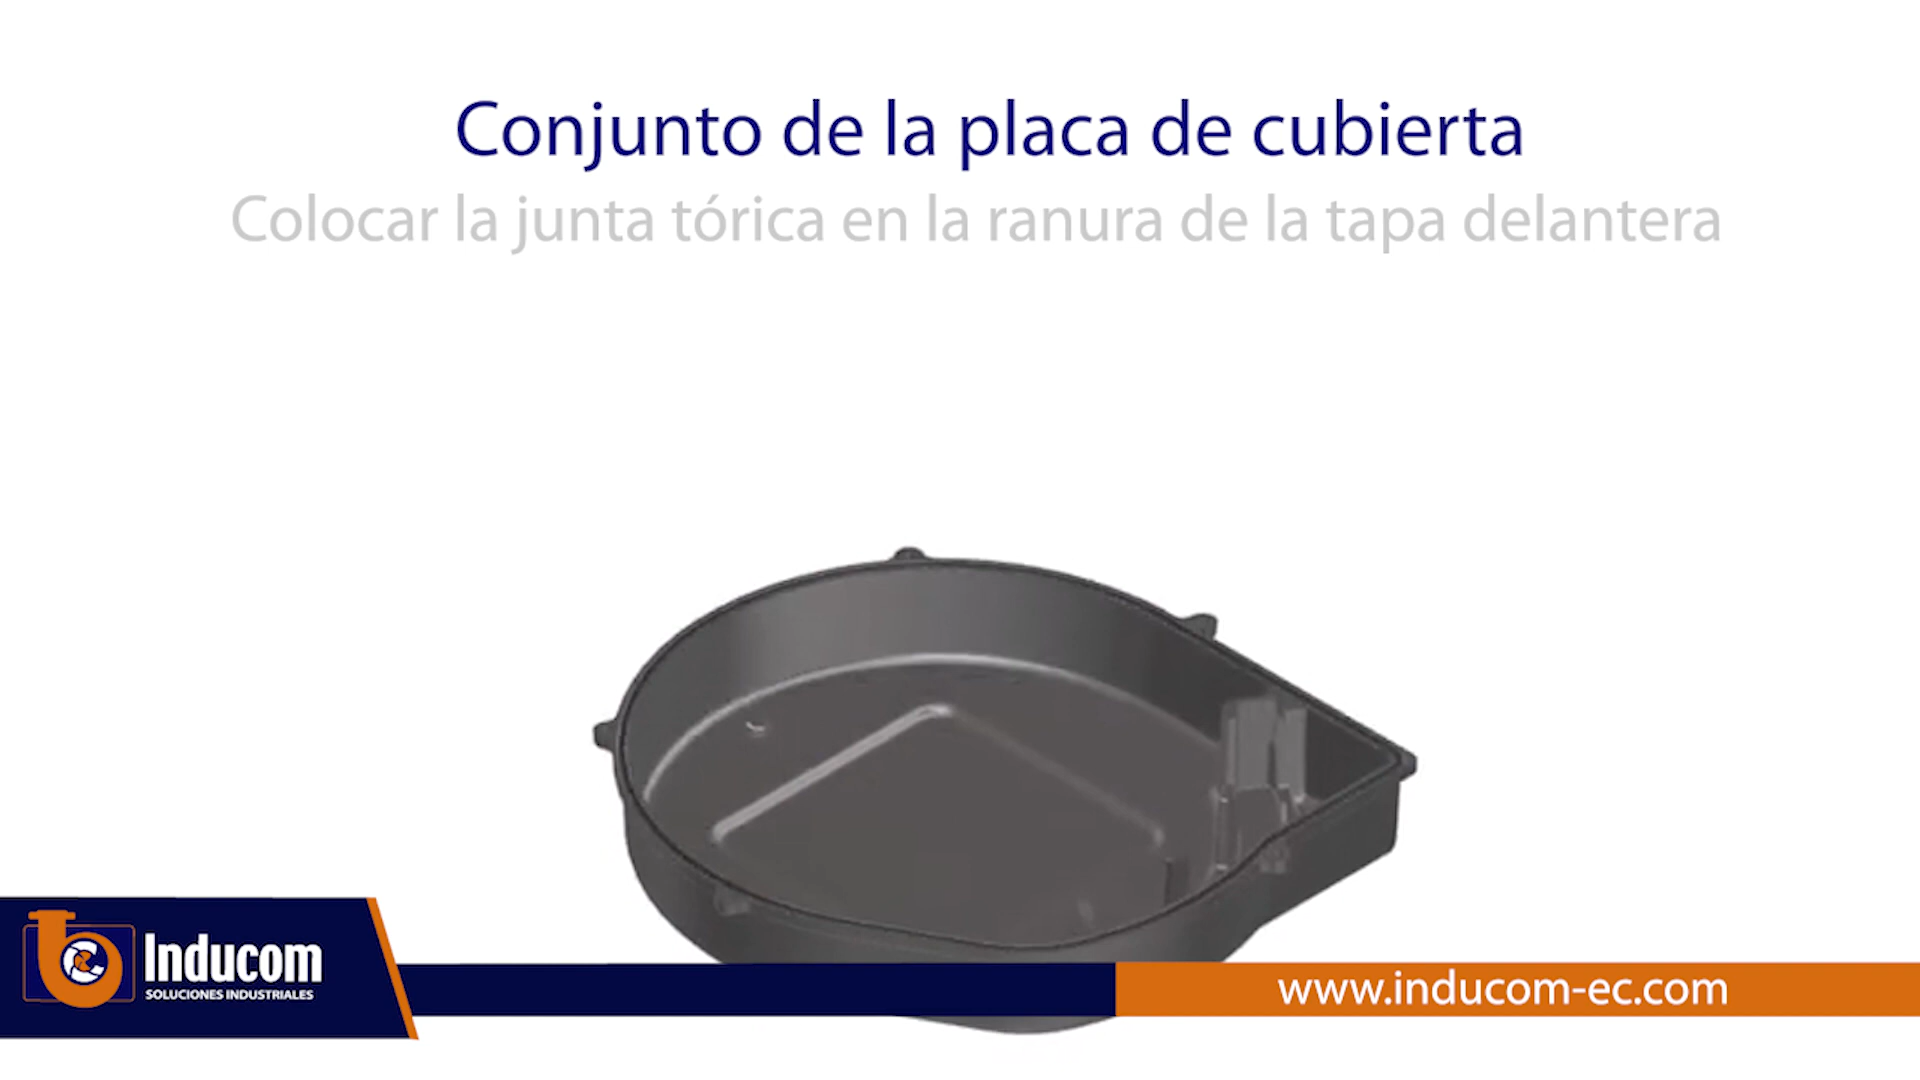 Conjunto de la placa de cubierta
Colocar la junta tórica en la ranura de la tapa delantera
Inducom
SOLUCIONES INDUSTRIALES
www.inducom-ec.com